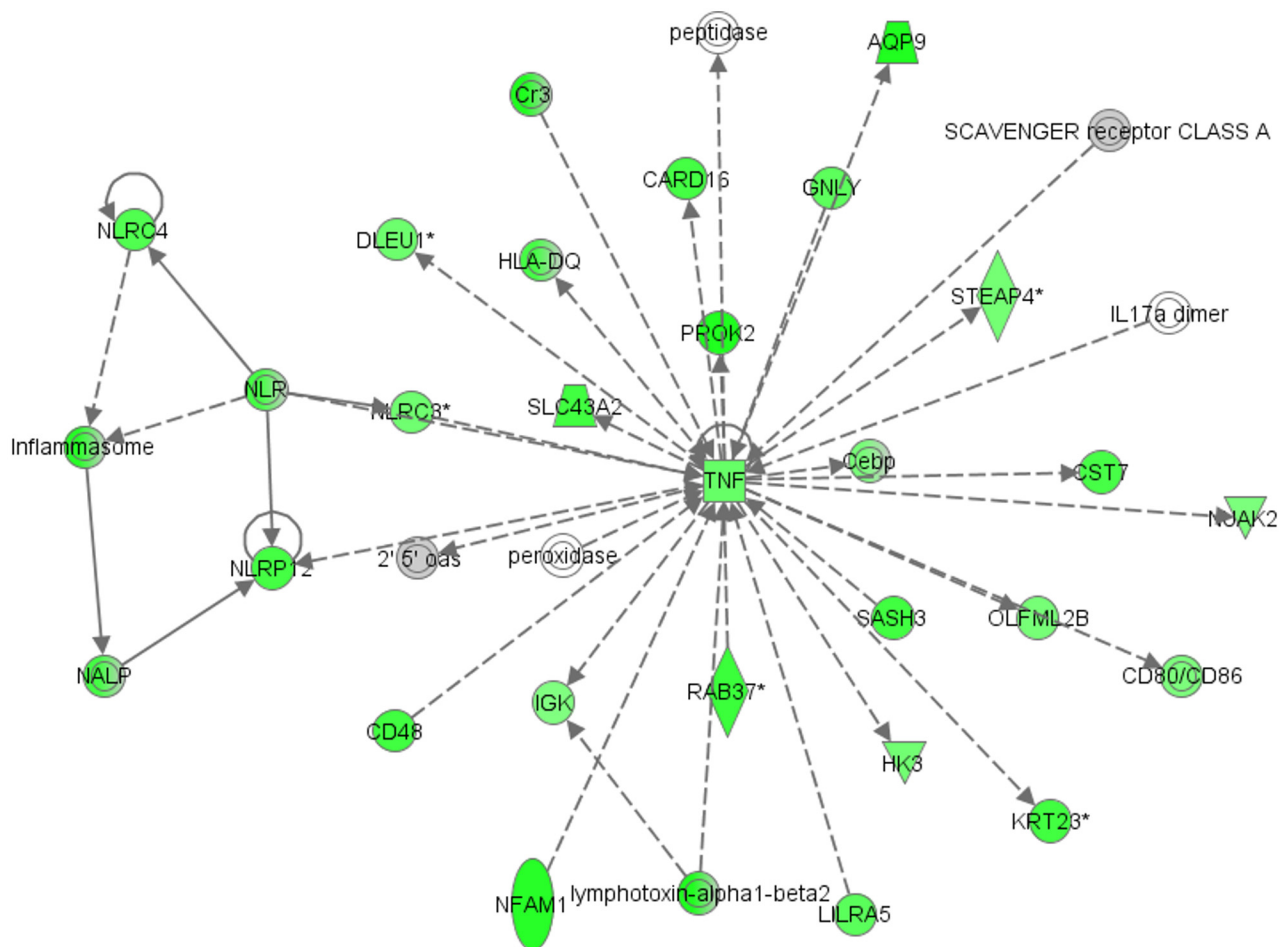 peptidase
AQP9
Cr3
SCAVENGER receptor CLASS A
CARD16
GNLY
NLRC4
DLEU1*
HLA-DQ
STEAP4*
IL17a dimer
PROK2
NLR
NLRC3*
SLC43A2
Inflammasome
Cebp
CST7
TNF
NUAK2
2' 5' oas
peroxidase
NLRP12
SASH3
OLFML2B
NALP
CD80/CD86
RAB37*
IGK
CD48
HK3
KRT23*
lymphotoxin-alpha1-beta2
NFAM1
LILRA5